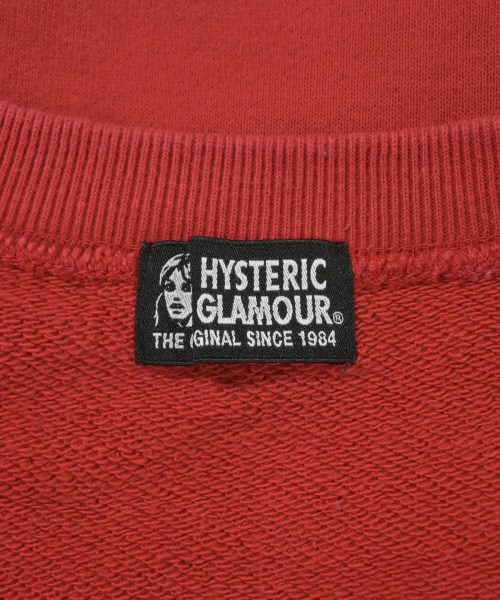 HYSTERIC
GLAMOUR®
THE GINAL SINCE 1984